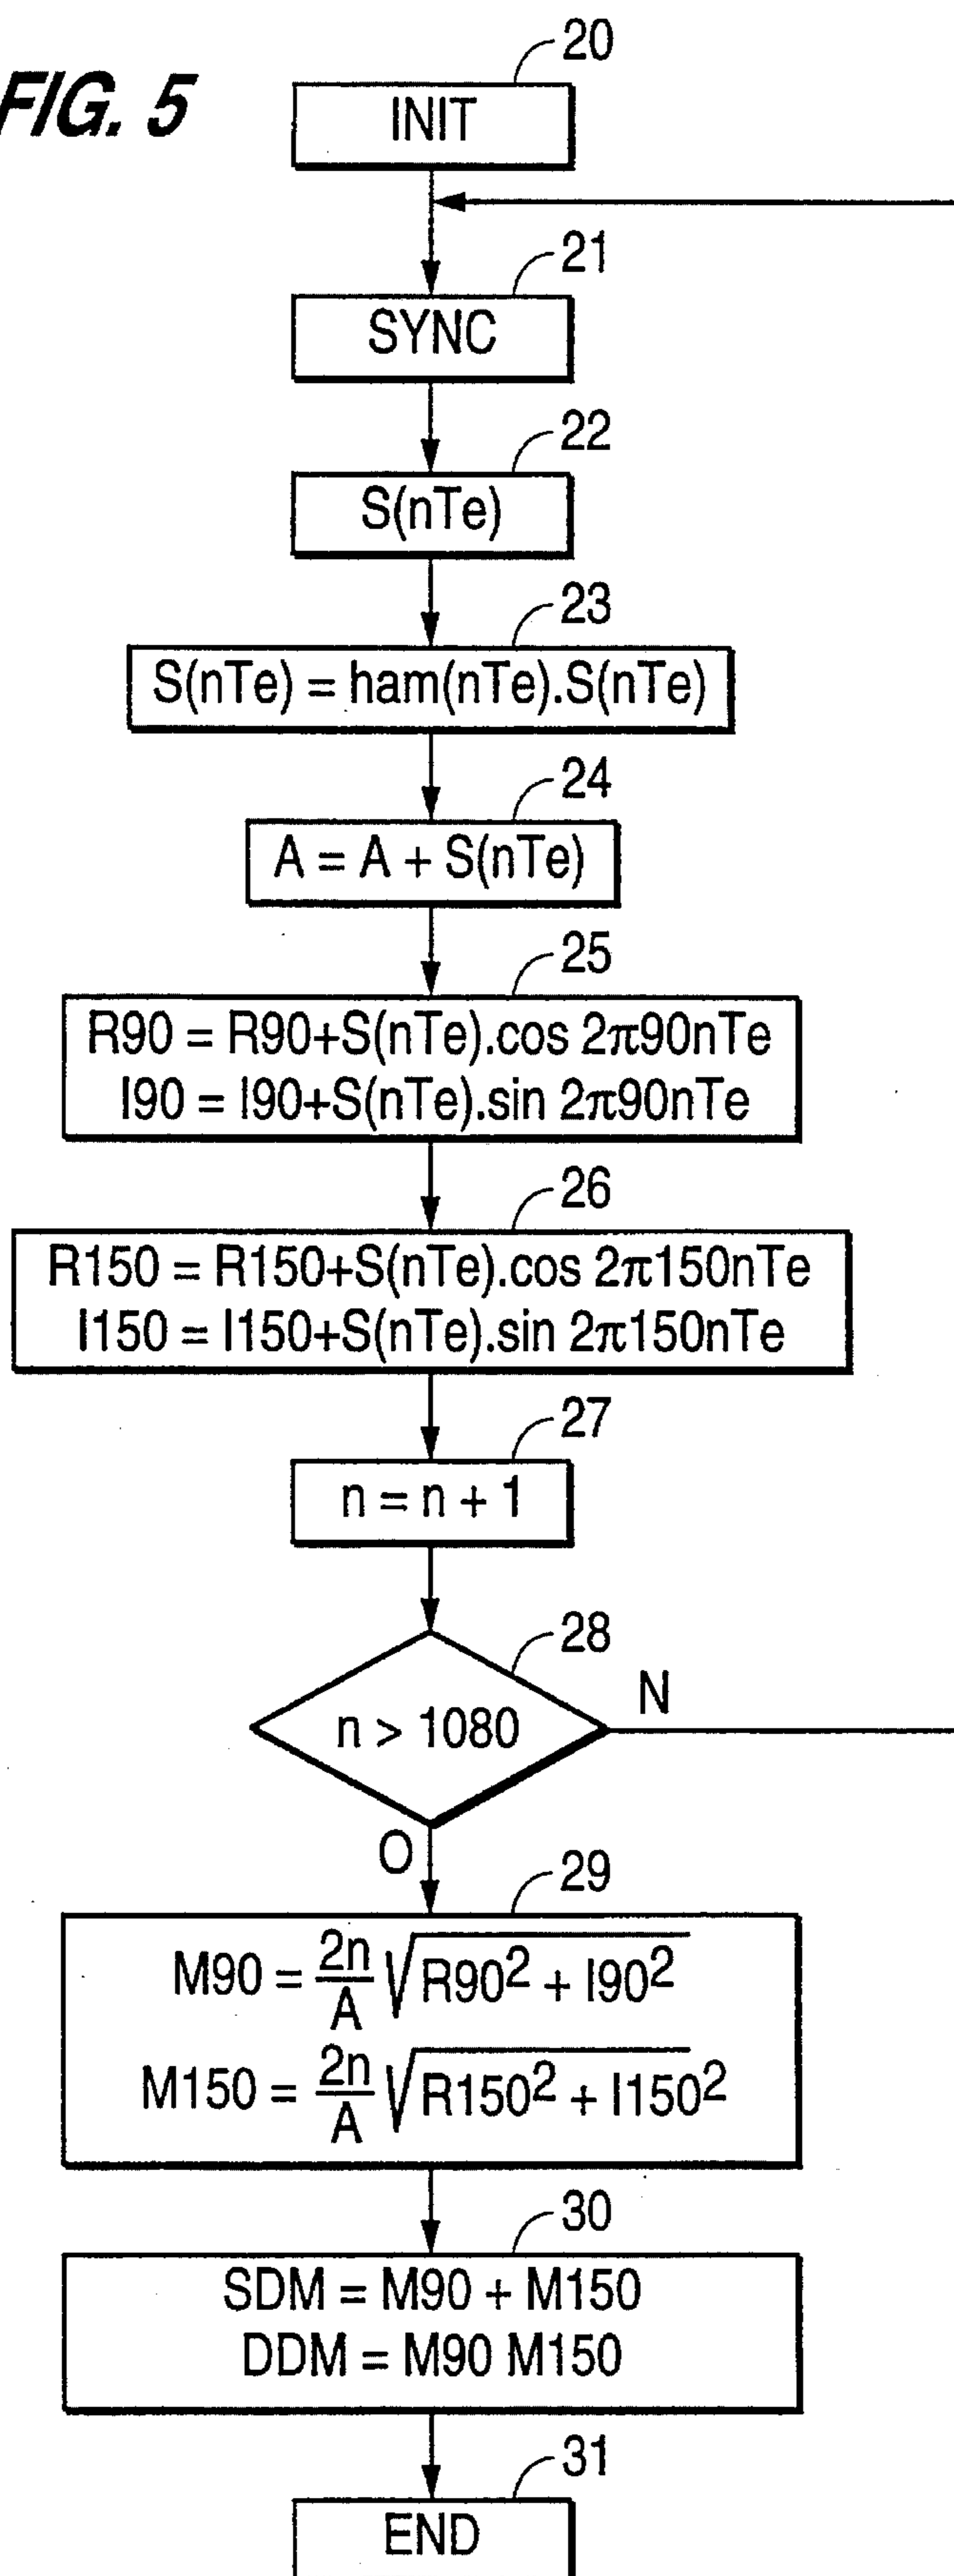 FIG. 5
20
INIT
21
SYNC
22
S(nTe)
23
S(nTe) = ham(nTe).S(nTe)
24
A = A + S(nTe)
25
R90 = R90+S(nTe).cos 2π90nTe
I90 = I90+S(nTe).sin 2π90nTe
26
R150 = R150+S(nTe).cos 2π150nTe
I150 = I150+S(nTe).sin 2π150nTe
27
n = n + 1
28
n > 1080
N
O
29
M90 = 2n/A √R90² + I90²
M150 = 2n/A √R150² + I150²
30
SDM = M90 + M150
DDM = M90 M150
31
END